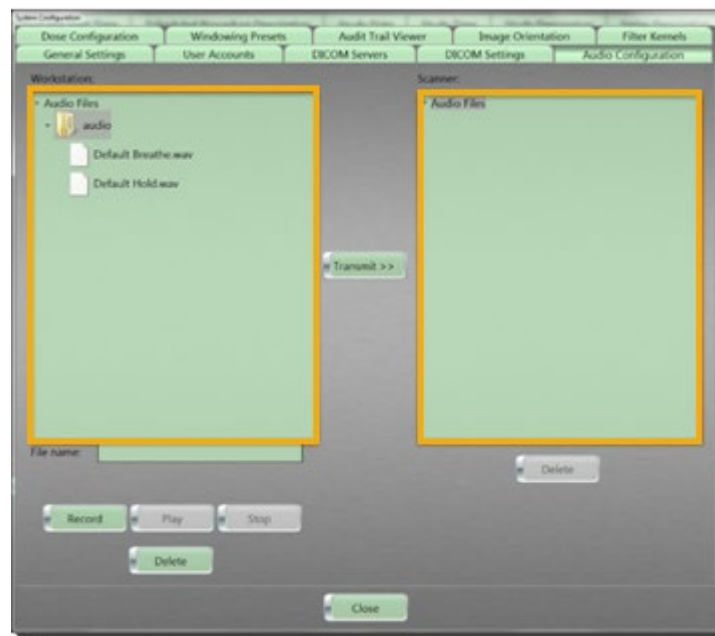 System Configuration
Dose Configuration Windowing Presets Audit Trail Viewer Image Orientation Filter Kernels
General Settings User Accounts DICOM Servers DICOM Settings Audio Configuration
Workstation: Scanner:
Audio Files Audio Files
audio
Default Breathe.wav
Default Hold.wav
Transmit >>
File name:
Delete
Record Play Stop
Delete
Close